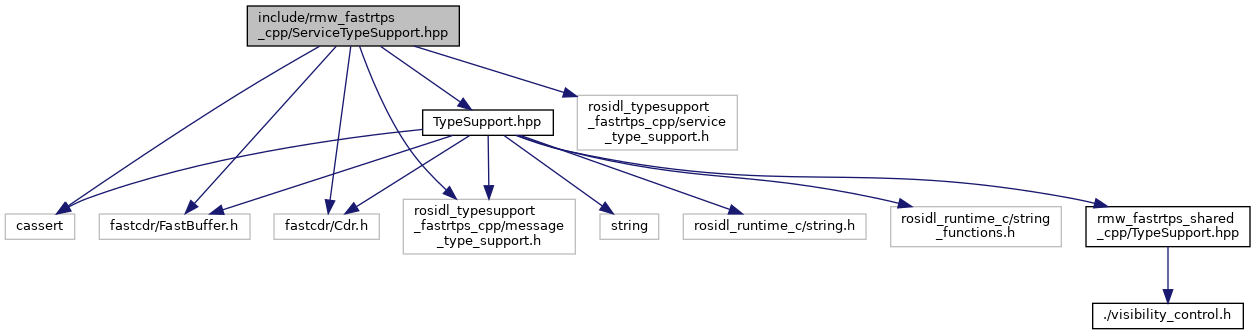 include/rmw_fastrtps
_cpp/ServiceTypeSupport.hpp
rosidl_typesupport
_fastrtps_cpp/service
_type_support.h
TypeSupport.hpp
cassert
fastcdr/FastBuffer.h
fastcdr/Cdr.h
rosidl_typesupport
_fastrtps_cpp/message
_type_support.h
string
rosidl_runtime_c/string.h
rosidl_runtime_c/string
_functions.h
rmw_fastrtps_shared
_cpp/TypeSupport.hpp
./visibility_control.h